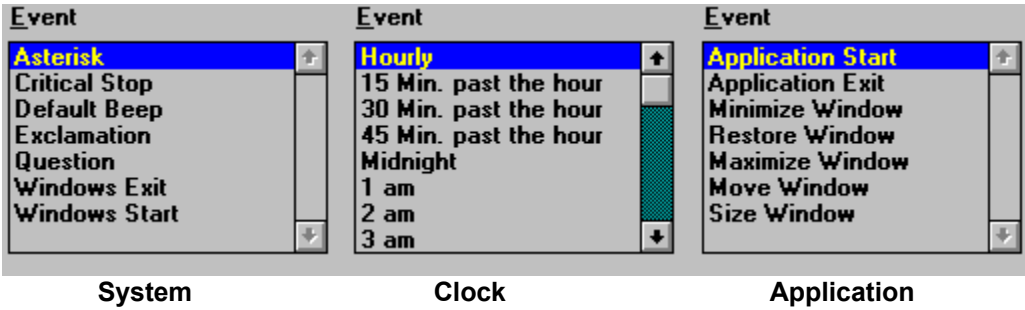 Event
Asterisk
Critical Stop
Default Beep
Exclamation
Question
Windows Exit
Windows Start
Event
Hourly
15 Min. past the hour
30 Min. past the hour
45 Min. past the hour
Midnight
1 am
2 am
3 am
Event
Application Start
Application Exit
Minimize Window
Restore Window
Maximize Window
Move Window
Size Window
System
Clock
Application